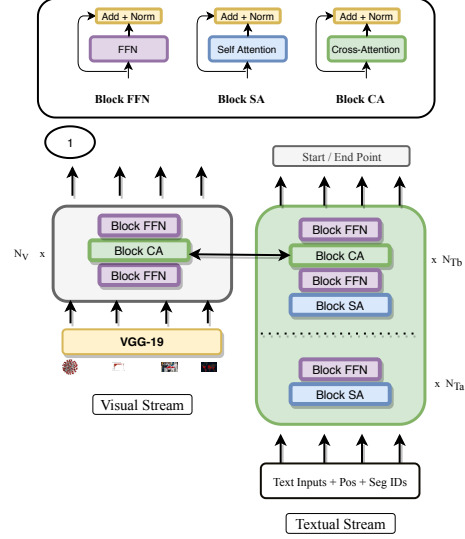 Add + Norm
Add + Norm
Add + Norm
FFN
Self Attention
Cross-Attention
Block FFN
Block SA
Block CA
1
Start / End Point
Block FFN
Block CA
Block FFN
N_V x
VGG-19
Visual Stream
Block FFN
Block CA
Block FFN
Block SA
x N_Tb
Block FFN
Block SA
x N_Ta
Text Inputs + Pos + Seg IDs
Textual Stream